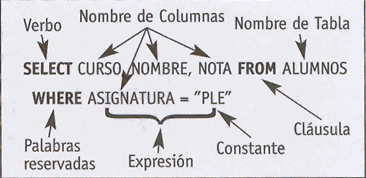 Nombre de Columnas
Verbo
Nombre de Tabla
SELECT CURSO, NOMBRE, NOTA FROM ALUMNOS
WHERE ASIGNATURA = "PLE"
Cláusula
Palabras
reservadas
Expresión
Constante